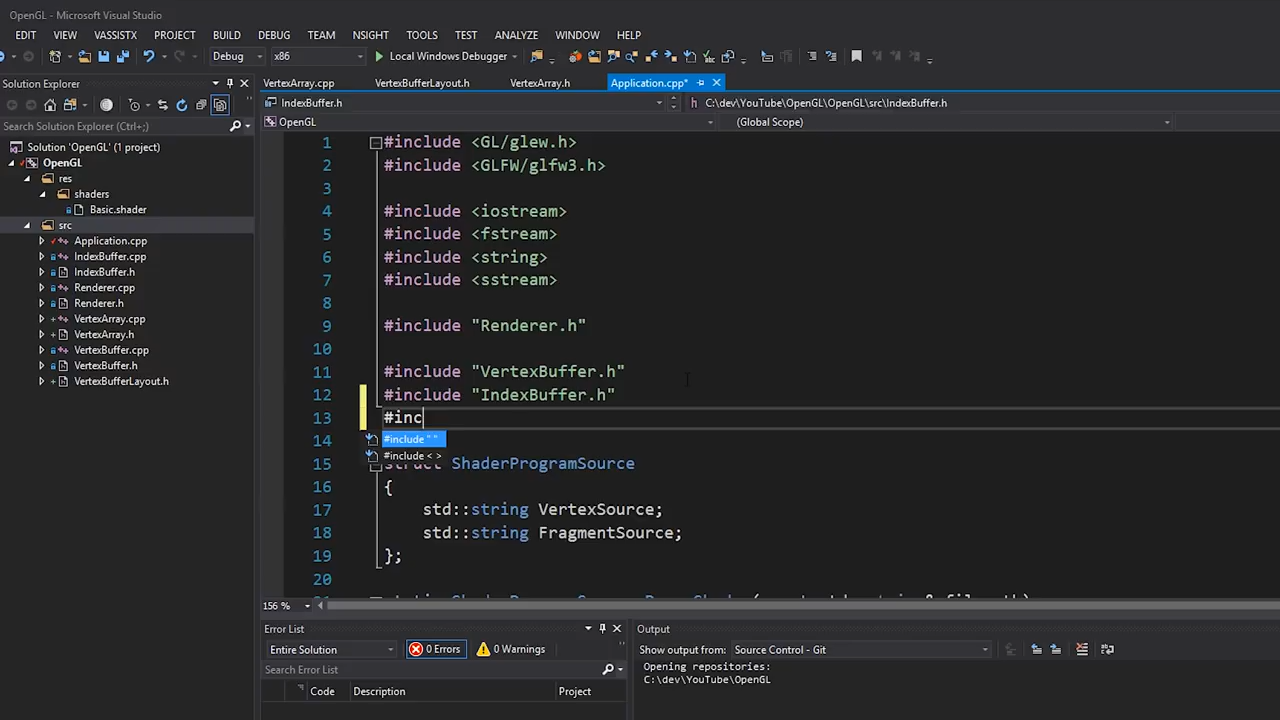 OpenGL - Microsoft Visual Studio
EDIT VIEW VASSISTX PROJECT BUILD DEBUG TEAM NSIGHT TOOLS TEST ANALYZE WINDOW HELP
Debug x86 Local Windows Debugger
Solution Explorer
VertexArray.cpp VertexBufferLayout.h VertexArray.h Application.cpp*
IndexBuffer.h C:\dev\YouTube\OpenGL\OpenGL\src\IndexBuffer.h
OpenGL (Global Scope)
Search Solution Explorer (Ctrl+;)
Solution 'OpenGL' (1 project)
OpenGL
res
shaders
Basic.shader
src
Application.cpp
IndexBuffer.cpp
IndexBuffer.h
Renderer.cpp
Renderer.h
VertexArray.cpp
VertexArray.h
VertexBuffer.cpp
VertexBuffer.h
VertexBufferLayout.h
1 #include <GL/glew.h>
2 #include <GLFW/glfw3.h>
3
4 #include <iostream>
5 #include <fstream>
6 #include <string>
7 #include <sstream>
8
9 #include "Renderer.h"
10
11 #include "VertexBuffer.h"
12 #include "IndexBuffer.h"
13 #inc
#include " "
14
#include < >
15 struct ShaderProgramSource
16 {
17 std::string VertexSource;
18 std::string FragmentSource;
19 };
20
156 %
Error List
Entire Solution 0 Errors 0 Warnings
Search Error List
Code Description Project
Output
Show output from: Source Control - Git
Opening repositories:
C:\dev\YouTube\OpenGL